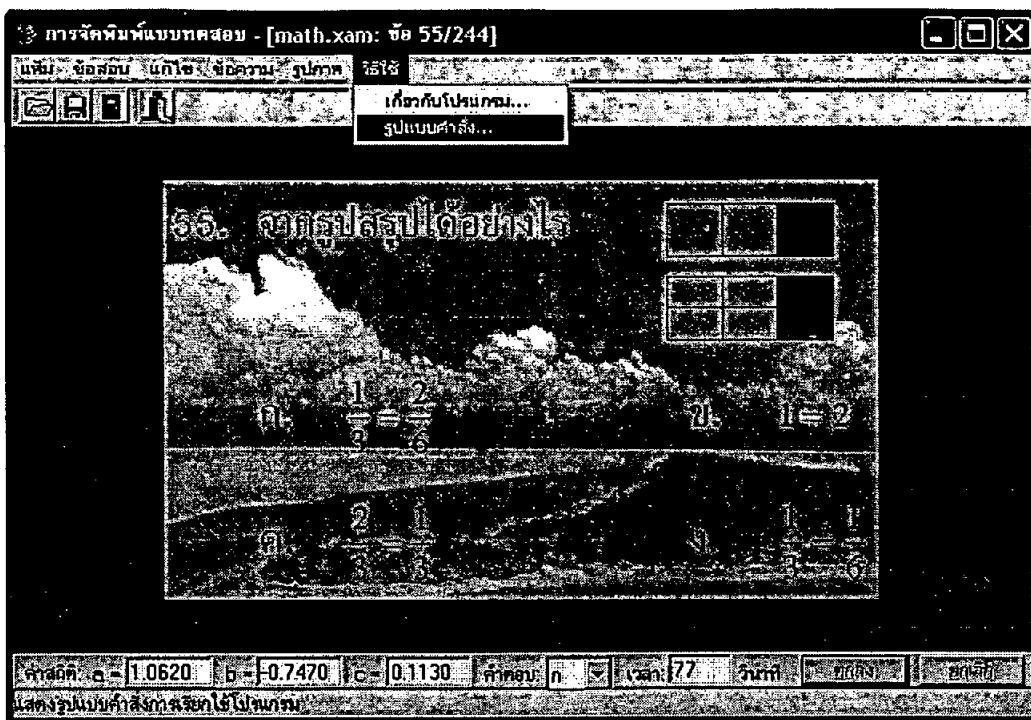 การจัดพิมพ์แบบทดสอบ - [math.xam: ข้อ 55/244]
แฟ้ม ข้อสอบ แก้ไข ข้อความ รูปภาพ วิธีใช้
เกี่ยวกับโปรแกรม...
รูปแบบคำสั่ง...
55. จากรูปสรุปได้อย่างไร
ก. 1/3 = 2/6 ข. 1 = 2
ค. 2/3 = 1/3 ง. 1/3 = 1/6
ค่าสถิติ: a = 1.0620 b = -0.7470 c = 0.1130 คำตอบ: ก เวลา: 77 วินาที ตกลง ยกเลิก
แสดงรูปแบบคำสั่งการเรียกใช้โปรแกรม